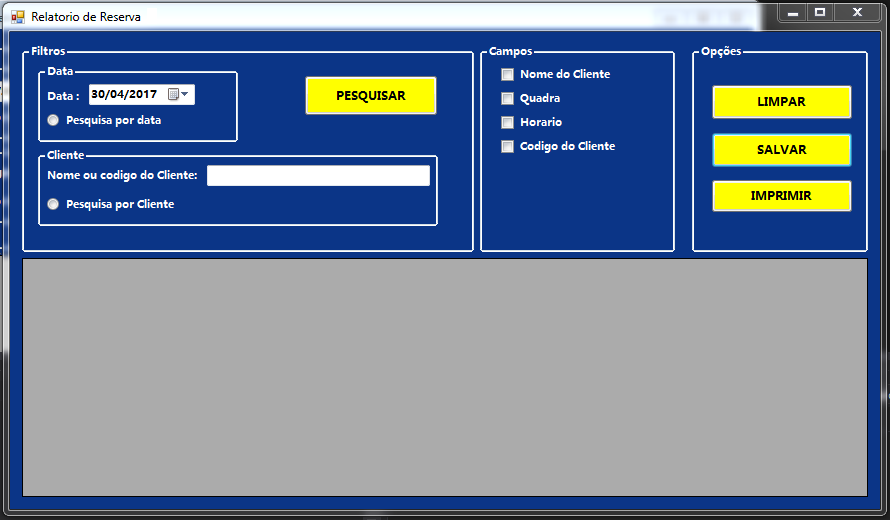 Relatorio de Reserva
Filtros
Data
Data :
30/04/2017
Pesquisa por data
PESQUISAR
Cliente
Nome ou codigo do Cliente:
Pesquisa por Cliente
Campos
Nome do Cliente
Quadra
Horario
Codigo do Cliente
Opções
LIMPAR
SALVAR
IMPRIMIR